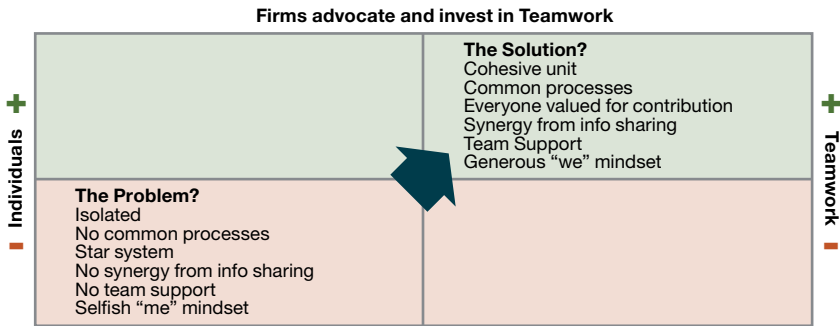 Firms advocate and invest in Teamwork
The Solution?
Cohesive unit
Common processes
Everyone valued for contribution
Synergy from info sharing
Team Support
Generous “we” mindset
The Problem?
Isolated
No common processes
Star system
No synergy from info sharing
No team support
Selfish “me” mindset
– Individuals +
+ Teamwork –